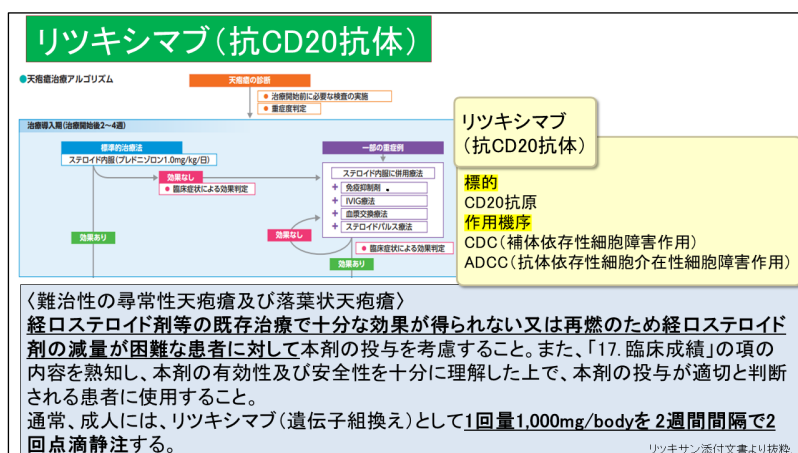 リツキシマブ(抗CD20抗体)
●天疱瘡治療アルゴリズム
天疱瘡の診断
● 治療開始前に必要な検査の実施
● 重症度判定
治療導入期(治療開始後2〜4週)
標準的治療法
ステロイド内服(プレドニゾロン1.0mg/kg/日)
効果なし
● 臨床症状による効果判定
効果あり
一部の重症例
ステロイド内服に併用療法
+ 免疫抑制剤
+ IVIG療法
+ 血漿交換療法
+ ステロイドパルス療法
効果なし
● 臨床症状による効果判定
効果あり
リツキシマブ
(抗CD20抗体)
標的
CD20抗原
作用機序
CDC(補体依存性細胞障害作用)
ADCC(抗体依存性細胞介在性細胞障害作用)
〈難治性の尋常性天疱瘡及び落葉状天疱瘡〉
経口ステロイド剤等の既存治療で十分な効果が得られない又は再燃のため経口ステロイド
剤の減量が困難な患者に対して本剤の投与を考慮すること。また、「17.臨床成績」の項の
内容を熟知し、本剤の有効性及び安全性を十分に理解した上で、本剤の投与が適切と判断
される患者に使用すること。
通常、成人には、リツキシマブ(遺伝子組換え)として1回量1,000mg/bodyを2週間間隔で2
回点滴静注する。
リツキサン添付文書より抜粋